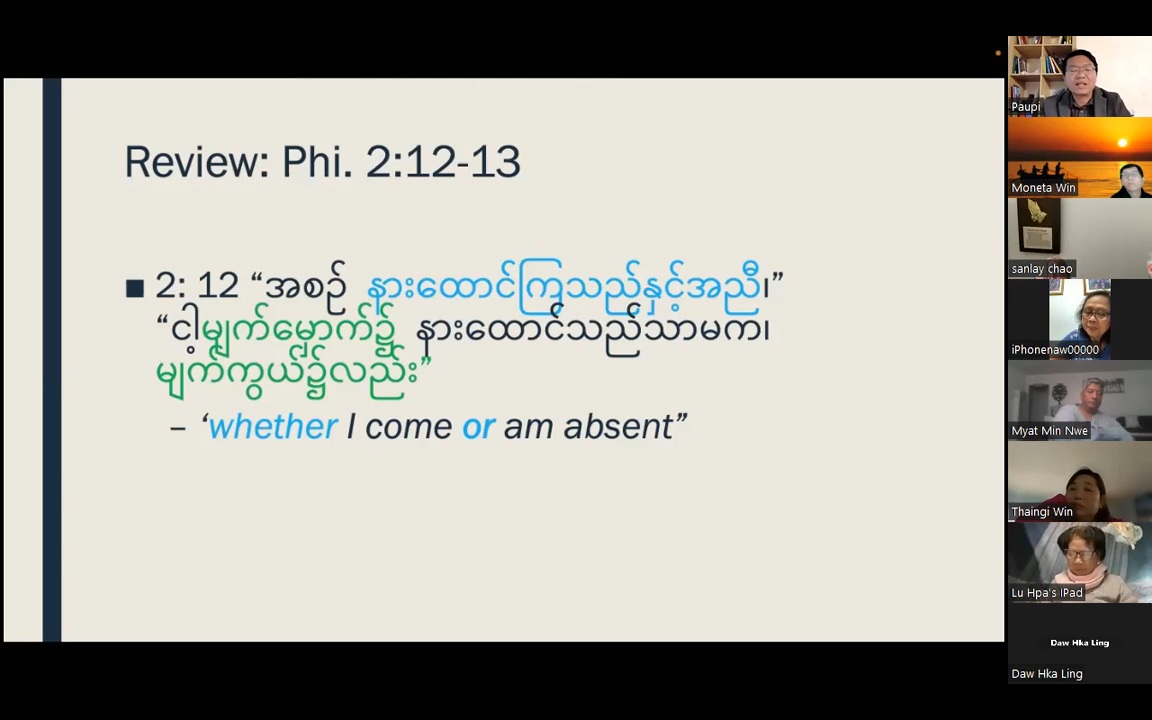 Review: Phi. 2:12-13
■ 2: 12 “အစဉ် နားထောင်ကြသည်နှင့်အညီ၊”
“ငါ့မျက်မှောက်၌ နားထောင်သည်သာမက၊
မျက်ကွယ်၌လည်း”
– ‘whether I come or am absent”
Paupi
Moneta Win
sanlay chao
iPhonenaw00000
Myat Min Nwe
Thaingi Win
Lu Hpa's IPad
Daw Hka Ling
Daw Hka Ling